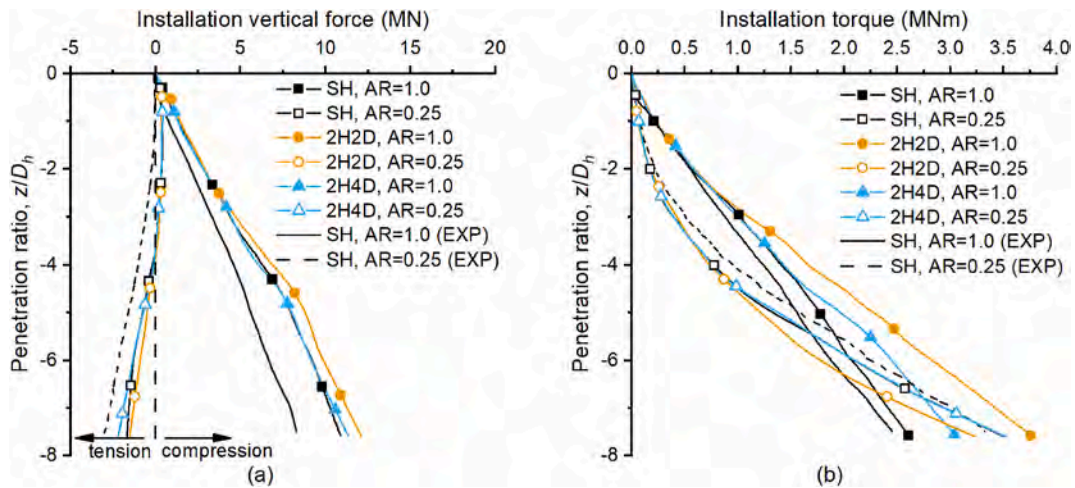 Installation vertical force (MN)
-5 0 5 10 15 20
0
-2
-4
-6
-8
Penetration ratio, z/Dh
SH, AR=1.0
SH, AR=0.25
2H2D, AR=1.0
2H2D, AR=0.25
2H4D, AR=1.0
2H4D, AR=0.25
SH, AR=1.0 (EXP)
SH, AR=0.25 (EXP)
tension compression
(a)
Installation torque (MNm)
0.0 0.5 1.0 1.5 2.0 2.5 3.0 3.5 4.0
0
-2
-4
-6
-8
Penetration ratio, z/Dh
SH, AR=1.0
SH, AR=0.25
2H2D, AR=1.0
2H2D, AR=0.25
2H4D, AR=1.0
2H4D, AR=0.25
SH, AR=1.0 (EXP)
SH, AR=0.25 (EXP)
(b)